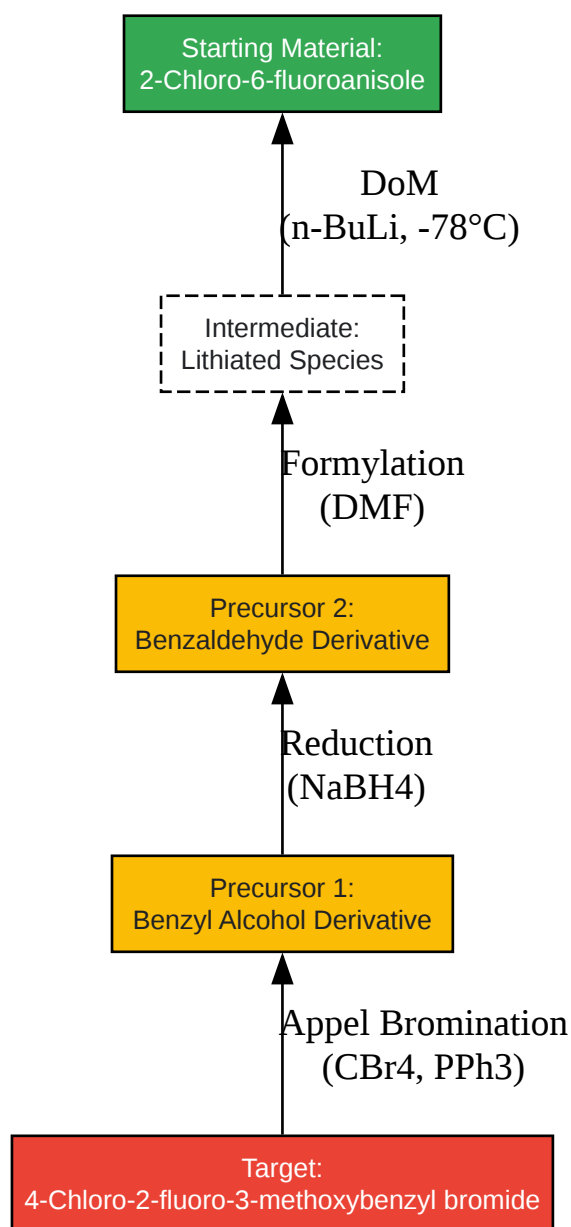 Starting Material:
2-Chloro-6-fluoroanisole
DoM
(n-BuLi, -78°C)
Intermediate:
Lithiated Species
Formylation
(DMF)
Precursor 2:
Benzaldehyde Derivative
Reduction
(NaBH4)
Precursor 1:
Benzyl Alcohol Derivative
Appel Bromination
(CBr4, PPh3)
Target:
4-Chloro-2-fluoro-3-methoxybenzyl bromide